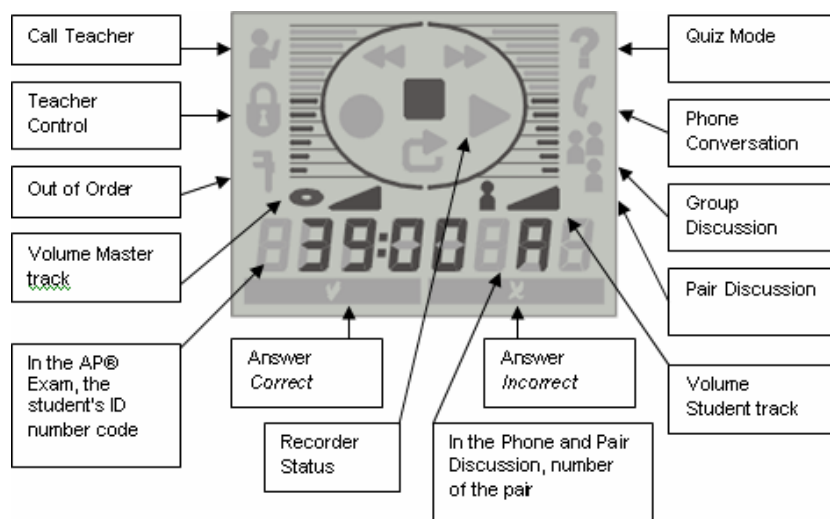 Call Teacher
Teacher
Control
Out of Order
Volume Master
track
In the AP® 
Exam, the
student's ID
number code
39:00 A
Answer
Correct
Recorder
Status
Answer
Incorrect
In the Phone and Pair
Discussion, number
of the pair
Quiz Mode
Phone
Conversation
Group
Discussion
Pair Discussion
Volume
Student track